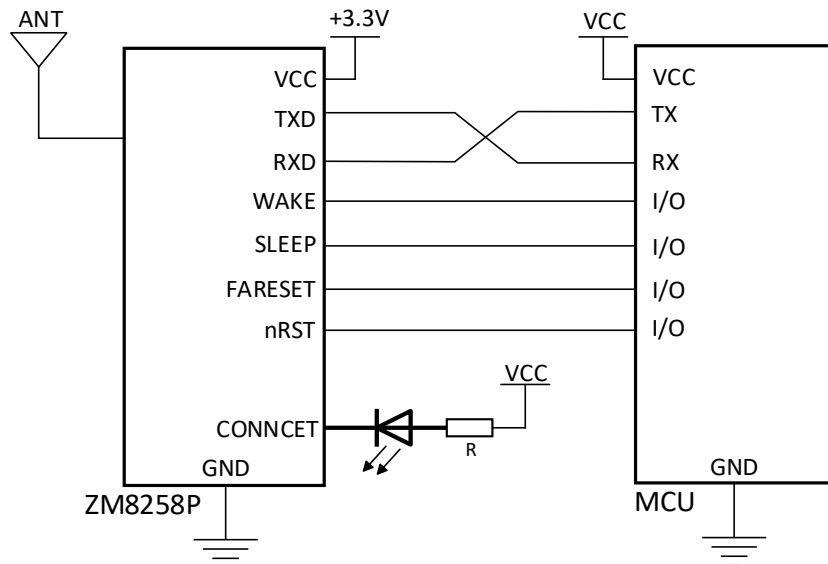 ANT
+3.3V
VCC
VCC
VCC
TXD
TX
RXD
RX
WAKE
I/O
SLEEP
I/O
FARESET
I/O
nRST
I/O
VCC
CONNCET
R
GND
GND
ZM8258P
MCU